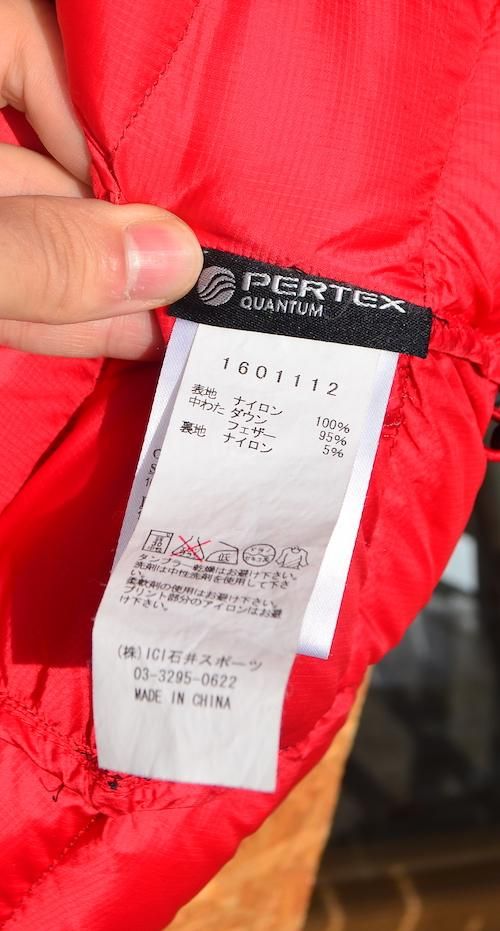 PERTEX
QUANTUM
1601112
表地 ナイロン 100%
中わた ダウン 95%
フェザー 5%
裏地 ナイロン
タンブラー乾燥はお避け下さい。
洗剤は中性洗剤を使用して下さ
い。
柔軟剤の使用はお避け下さい。
プリント部分のアイロンはお避
け下さい。
(株)ICI石井スポーツ
03-3295-0622
MADE IN CHINA